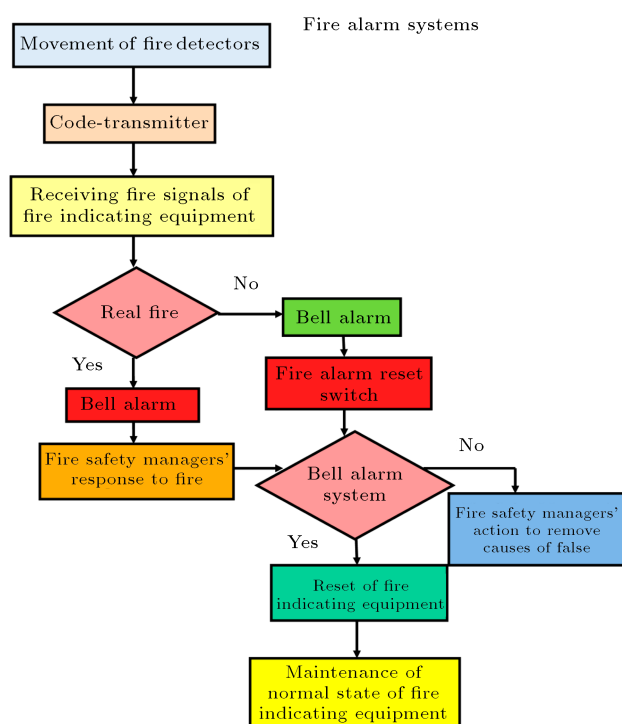 Fire alarm systems
Movement of fire detectors
Code-transmitter
Receiving fire signals of
fire indicating equipment
Real fire
No
Bell alarm
Yes
Fire alarm reset
switch
Bell alarm
Fire safety managers'
response to fire
Bell alarm
system
No
Fire safety managers'
action to remove
causes of false
Yes
Reset of fire
indicating equipment
Maintenance of
normal state of fire
indicating equipment